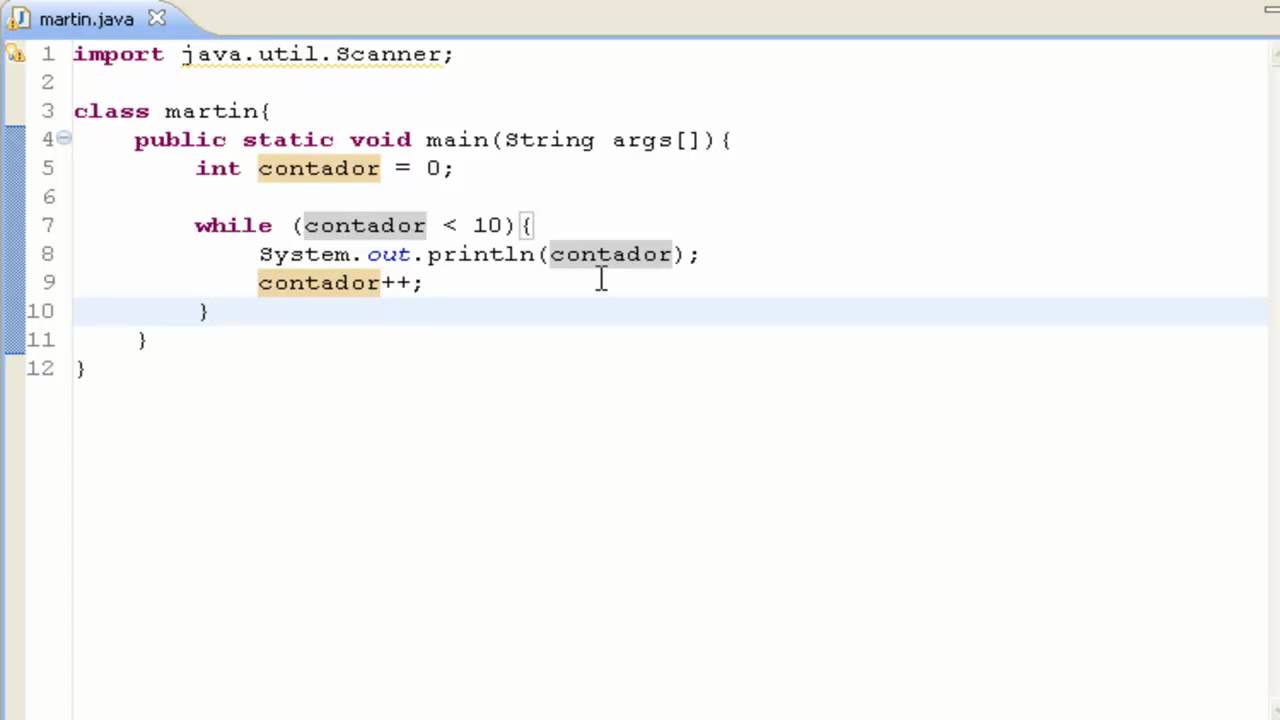 martin.java
1 import java.util.Scanner;
2
3 class martin{
4 public static void main(String args[]){
5 int contador = 0;
6
7 while (contador < 10){
8 System.out.println(contador);
9 contador++;
10 }
11 }
12 }